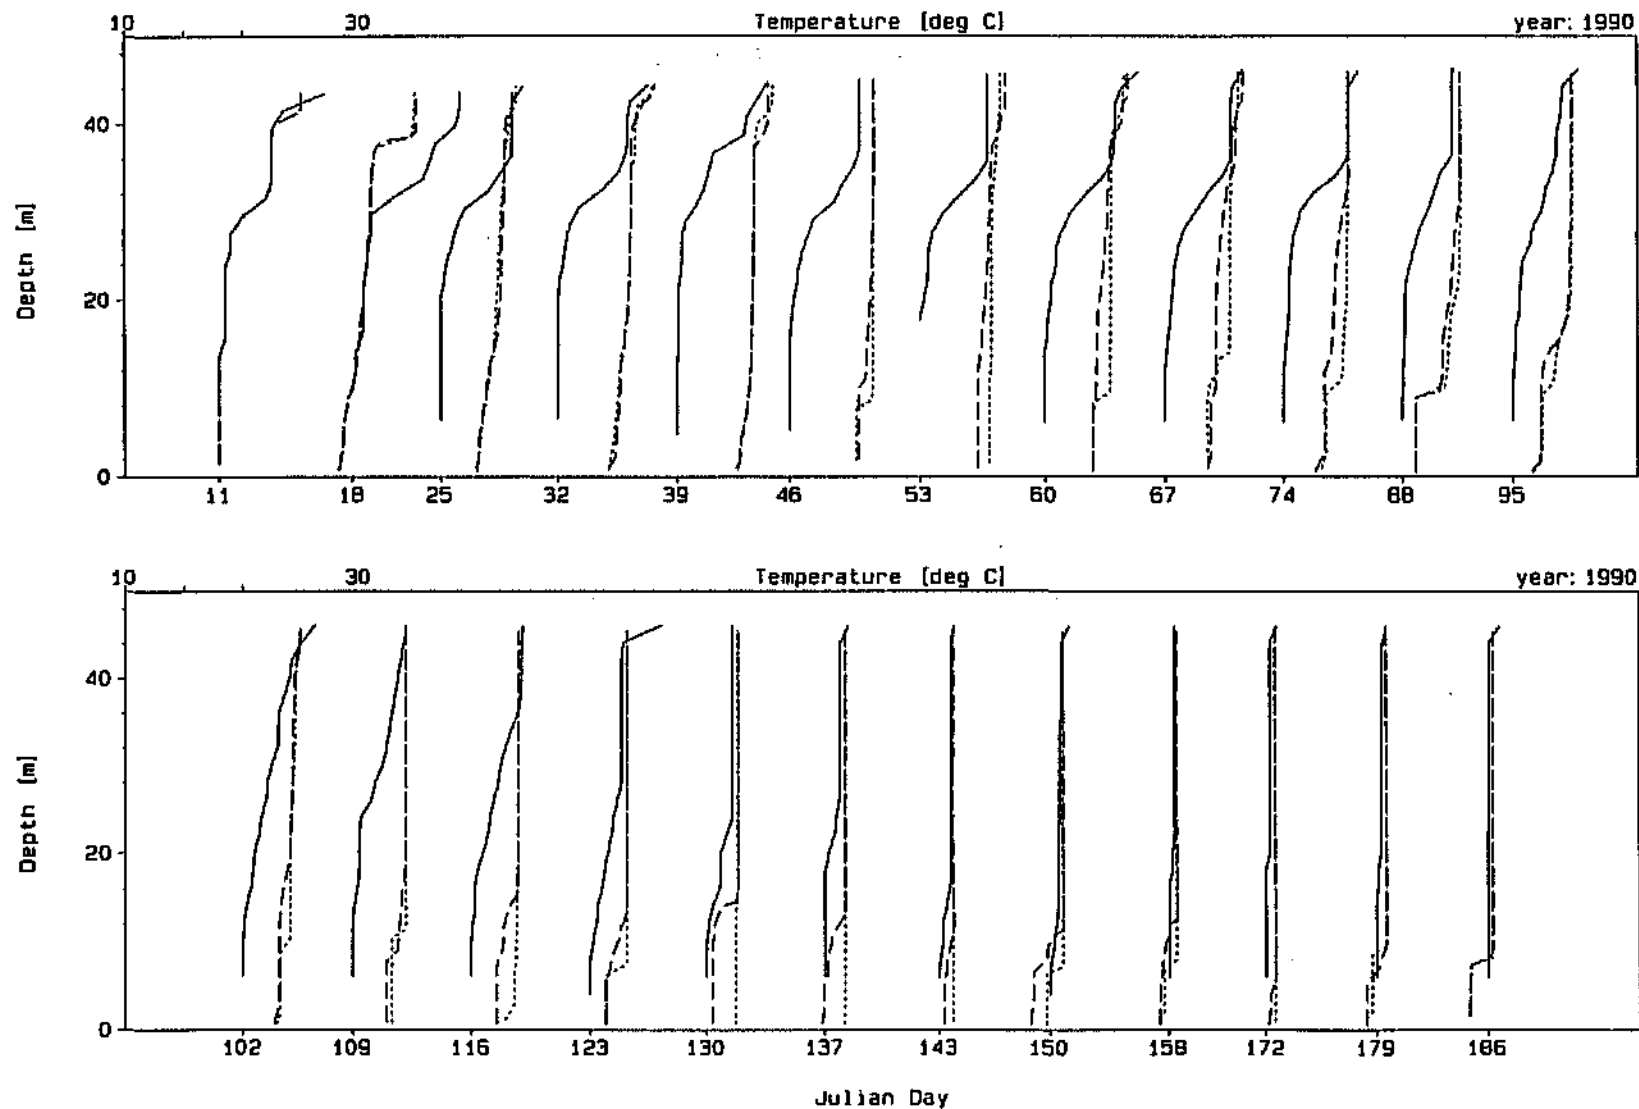 10 30 Temperature [deg C] year: 1990
Depth [m]
40
20
0
11 18 25 32 39 46 53 60 67 74 88 95
10 30 Temperature [deg C] year: 1990
Depth [m]
40
20
0
102 109 116 123 130 137 143 150 158 172 179 186
Julian Day